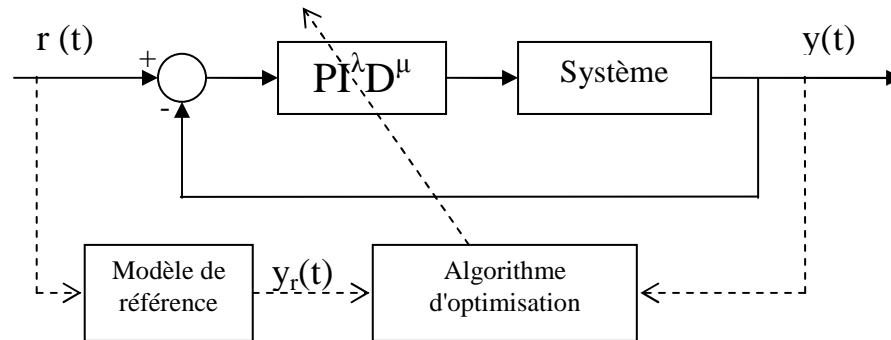 r (t)
y(t)
+
-
PI^λD^μ
Système
Modèle de
référence
y_r(t)
Algorithme
d'optimisation